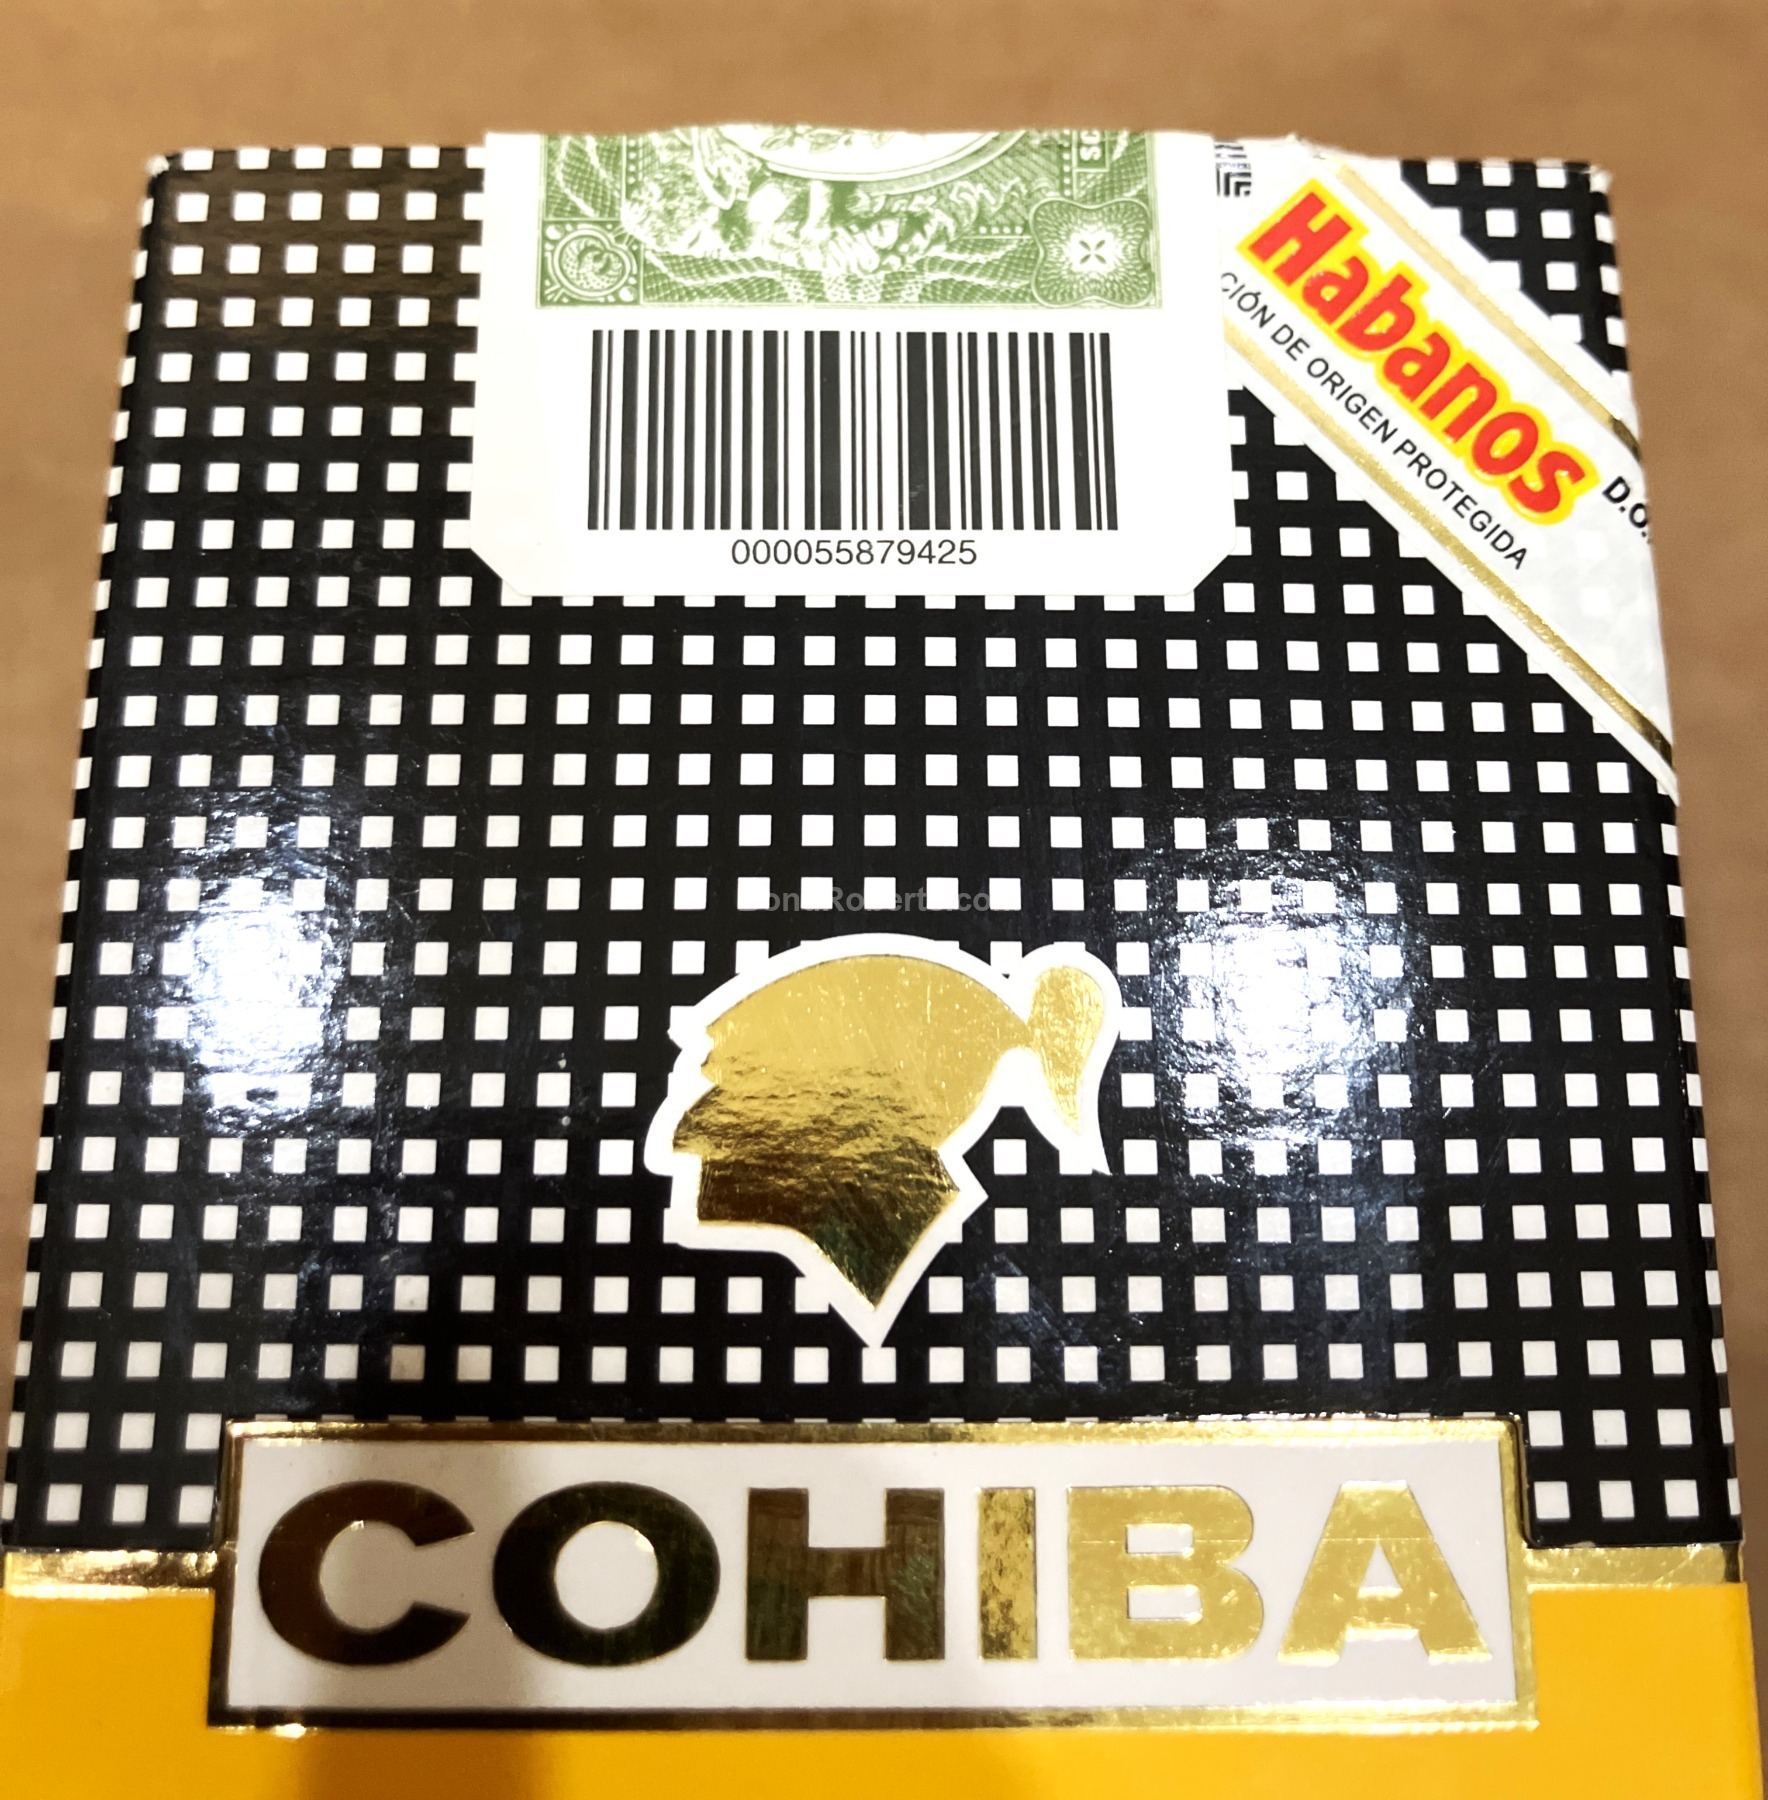 Habanos
CIÓN DE ORIGEN PROTEGIDA
D.O.
000055879425
COHIBA